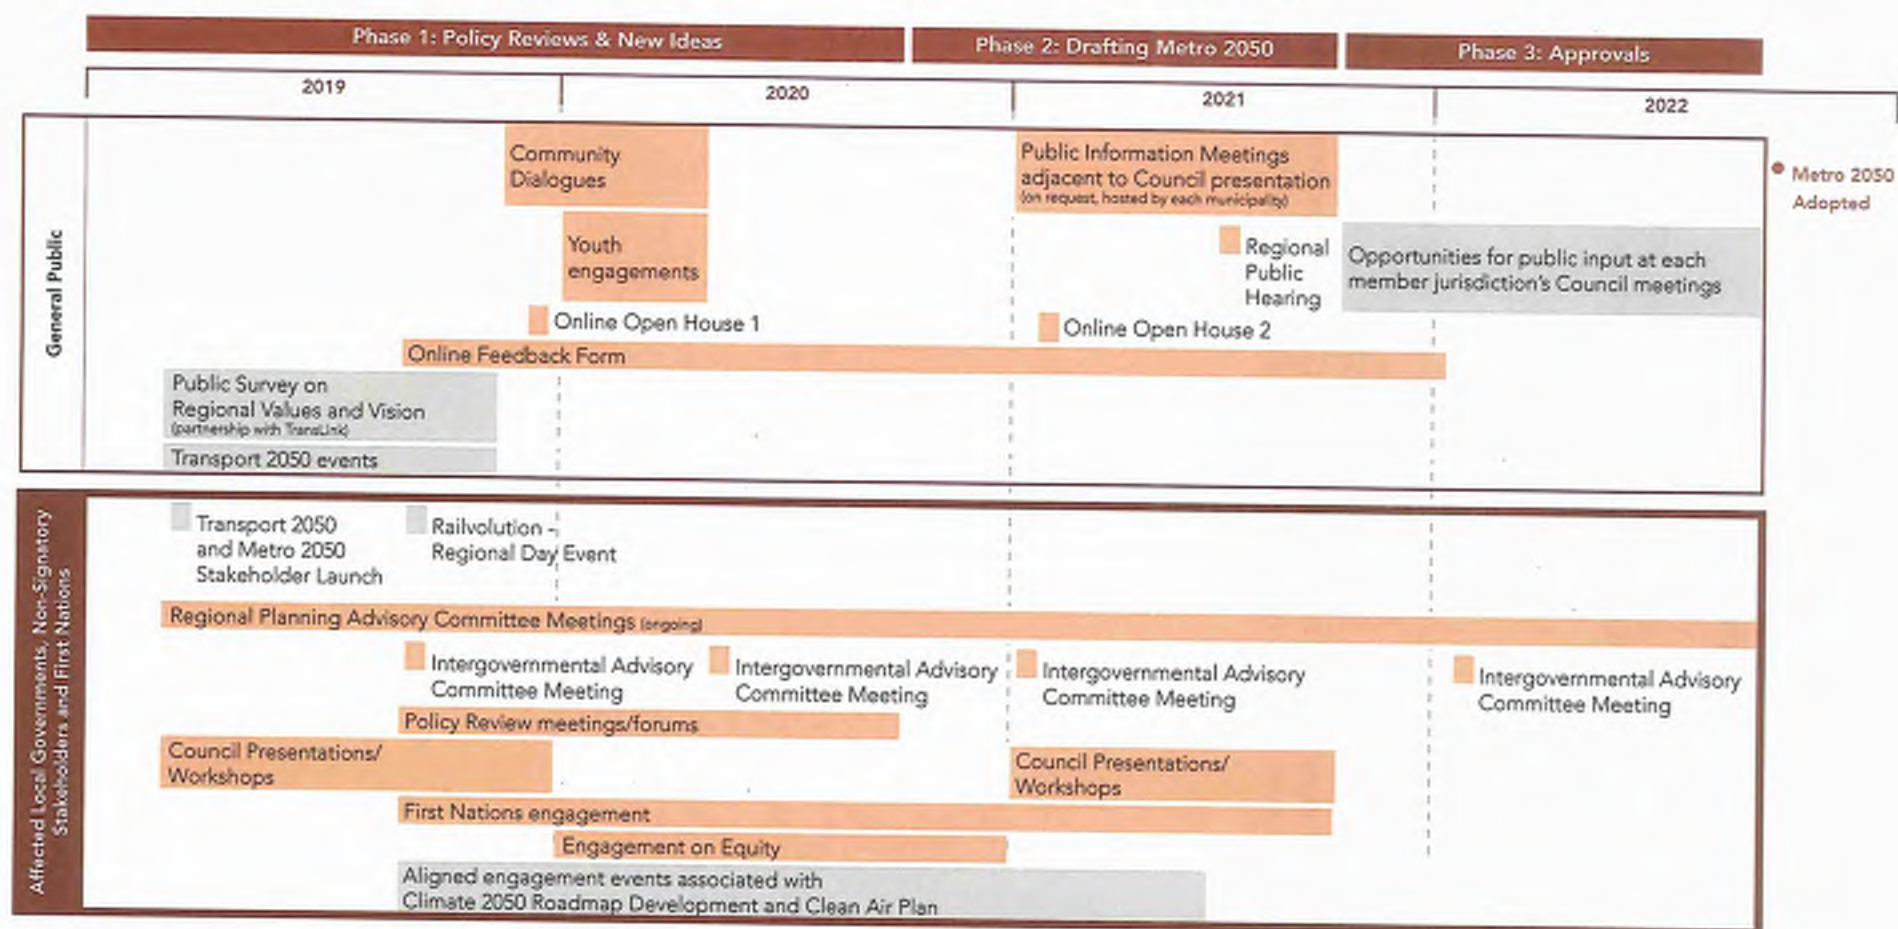 Phase 1: Policy Reviews & New Ideas
Phase 2: Drafting Metro 2050
Phase 3: Approvals
2019
2020
2021
2022
General Public
Community
Dialogues
Public Information Meetings
adjacent to Council presentation
(on request, hosted by each municipality)
Metro 2050
Adopted
Youth
engagements
Regional
Public
Hearing
Opportunities for public input at each
member jurisdiction's Council meetings
Online Open House 1
Online Open House 2
Online Feedback Form
Public Survey on
Regional Values and Vision
(partnership with TransLink)
Transport 2050 events
Affected Local Governments, Non-Signatory
Stakeholders and First Nations
Transport 2050
and Metro 2050
Stakeholder Launch
Railvolution -
Regional Day Event
Regional Planning Advisory Committee Meetings (ongoing)
Intergovernmental Advisory
Committee Meeting
Intergovernmental Advisory
Committee Meeting
Intergovernmental Advisory
Committee Meeting
Intergovernmental Advisory
Committee Meeting
Policy Review meetings/forums
Council Presentations/
Workshops
Council Presentations/
Workshops
First Nations engagement
Engagement on Equity
Aligned engagement events associated with
Climate 2050 Roadmap Development and Clean Air Plan